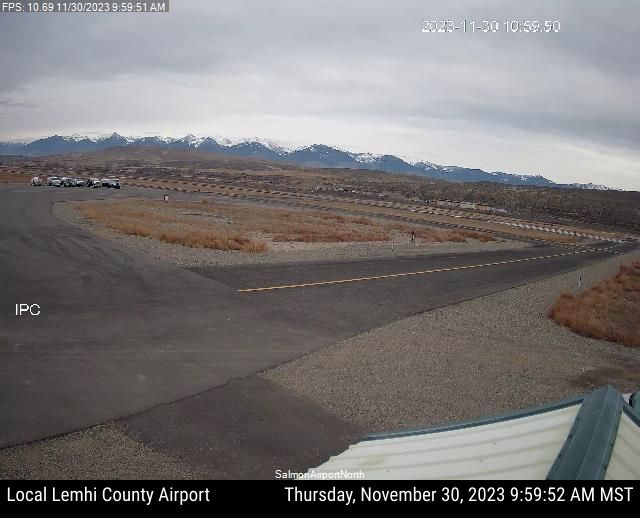 FPS: 10.69 11/30/2023 9:59:51 AM
2023-11-30 10:59:50
IPC
SalmonAirportNorth
Local Lemhi County Airport Thursday, November 30, 2023 9:59:52 AM MST